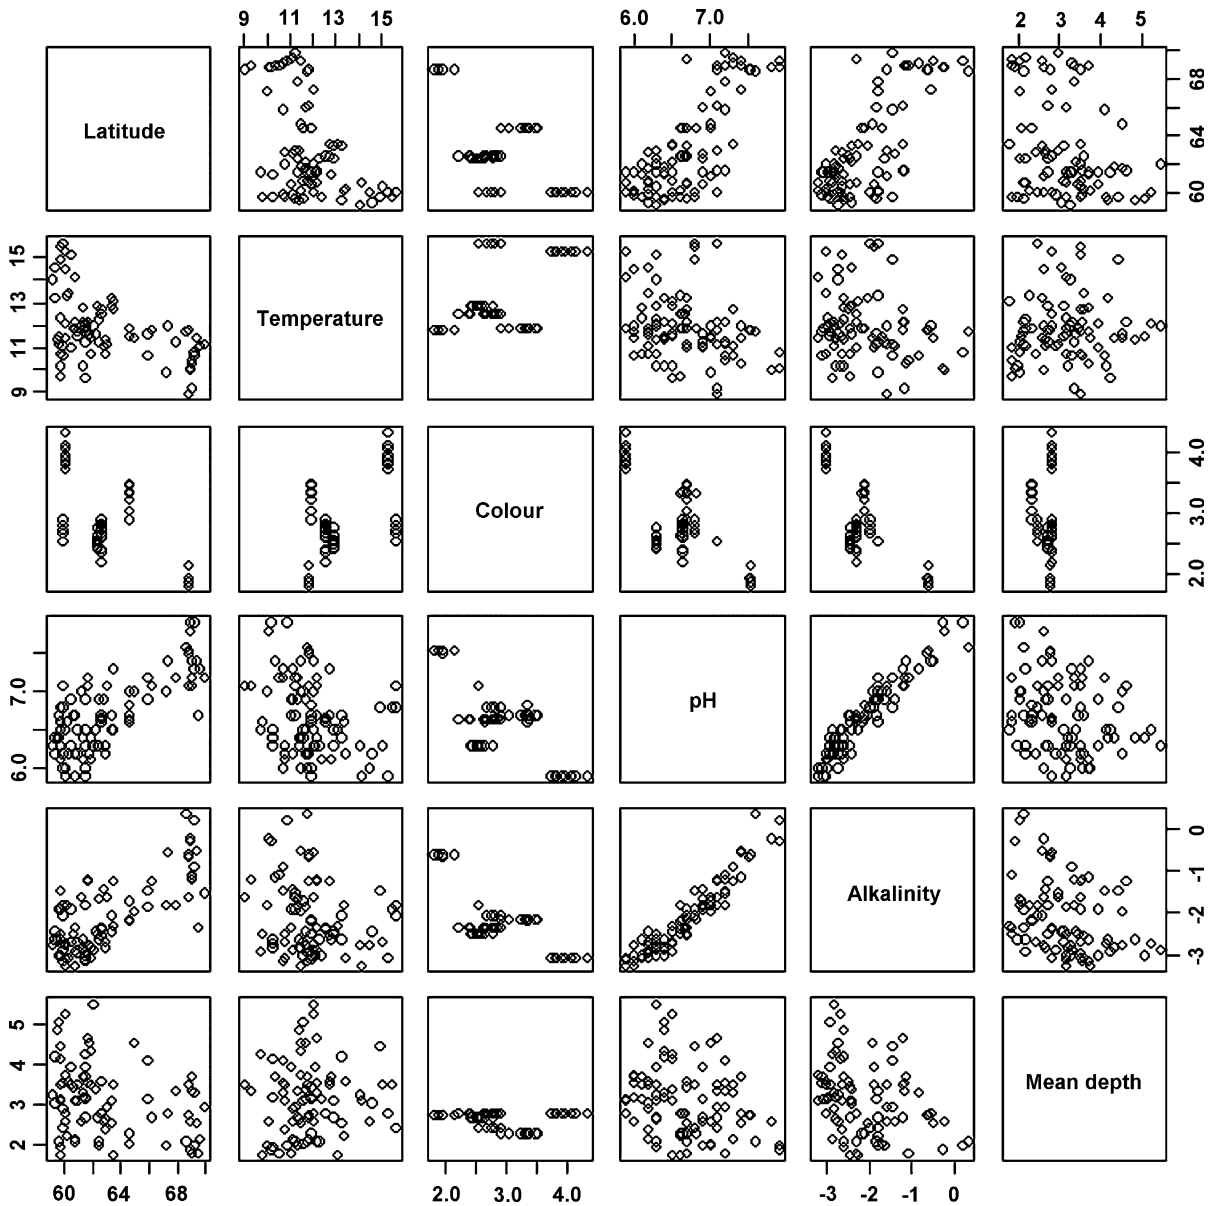 9 11 13 15 6.0 7.0 2 3 4 5
Latitude
60 64 68
9 11 13 15
Temperature
Colour
2.0 3.0 4.0
6.0 7.0
pH
Alkalinity
-3 -2 -1 0
2 3 4 5
Mean depth
60 64 68 2.0 3.0 4.0 -3 -2 -1 0